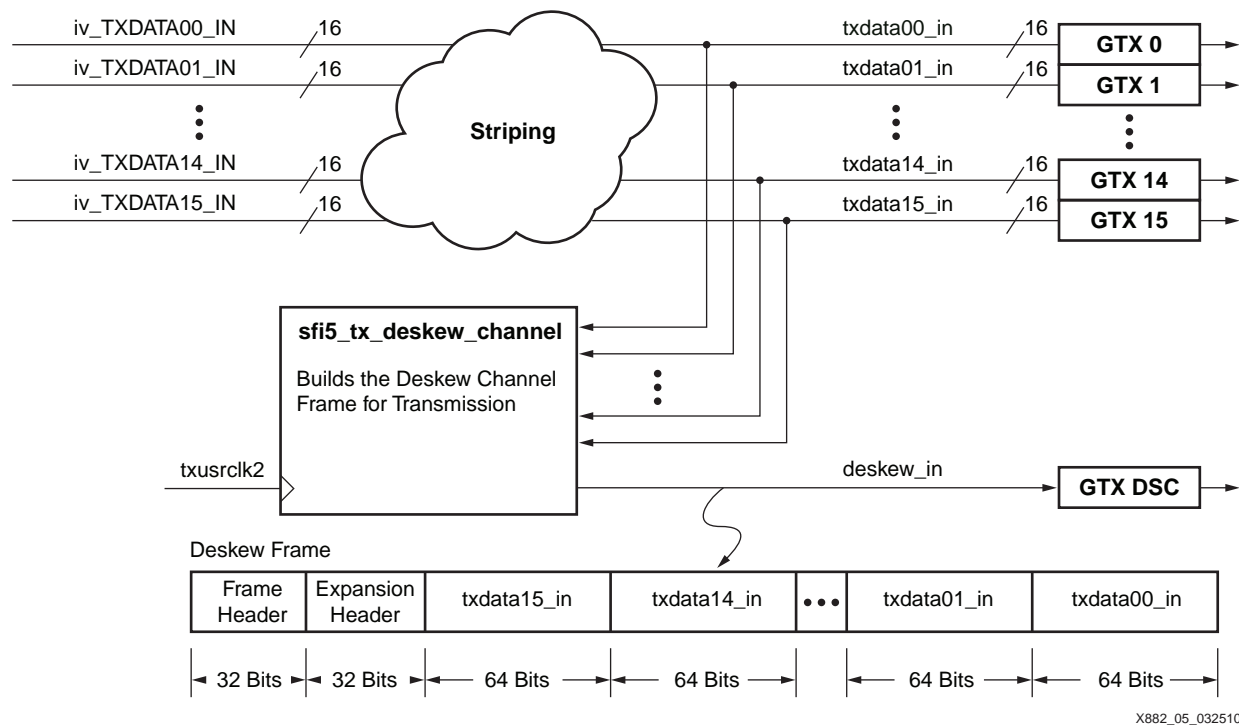 iv_TXDATA00_IN 16 txdata00_in 16 GTX 0
iv_TXDATA01_IN 16 txdata01_in 16 GTX 1
Striping
iv_TXDATA14_IN 16 txdata14_in 16 GTX 14
iv_TXDATA15_IN 16 txdata15_in 16 GTX 15
sfi5_tx_deskew_channel
Builds the Deskew Channel
Frame for Transmission
txusrclk2 deskew_in GTX DSC
Deskew Frame
Frame
Header
Expansion
Header
txdata15_in txdata14_in txdata01_in txdata00_in
32 Bits 32 Bits 64 Bits 64 Bits 64 Bits 64 Bits
X882_05_032510